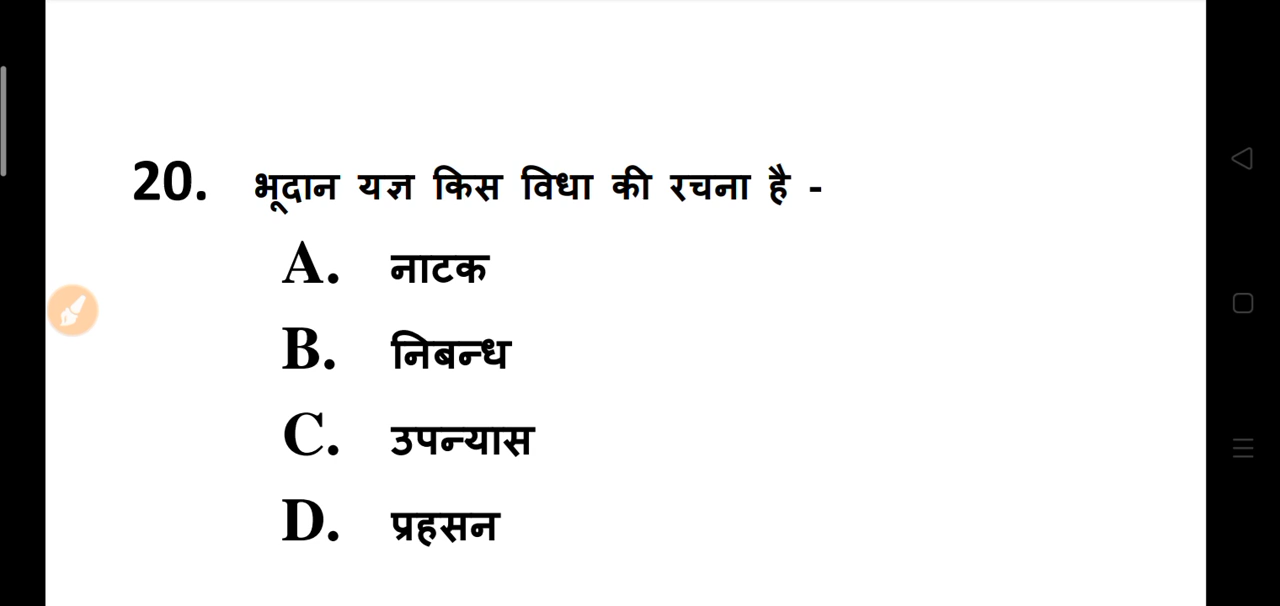 20. भूदान यज्ञ किस विधा की रचना है -
A. नाटक
B. निबन्ध
C. उपन्यास
D. प्रहसन